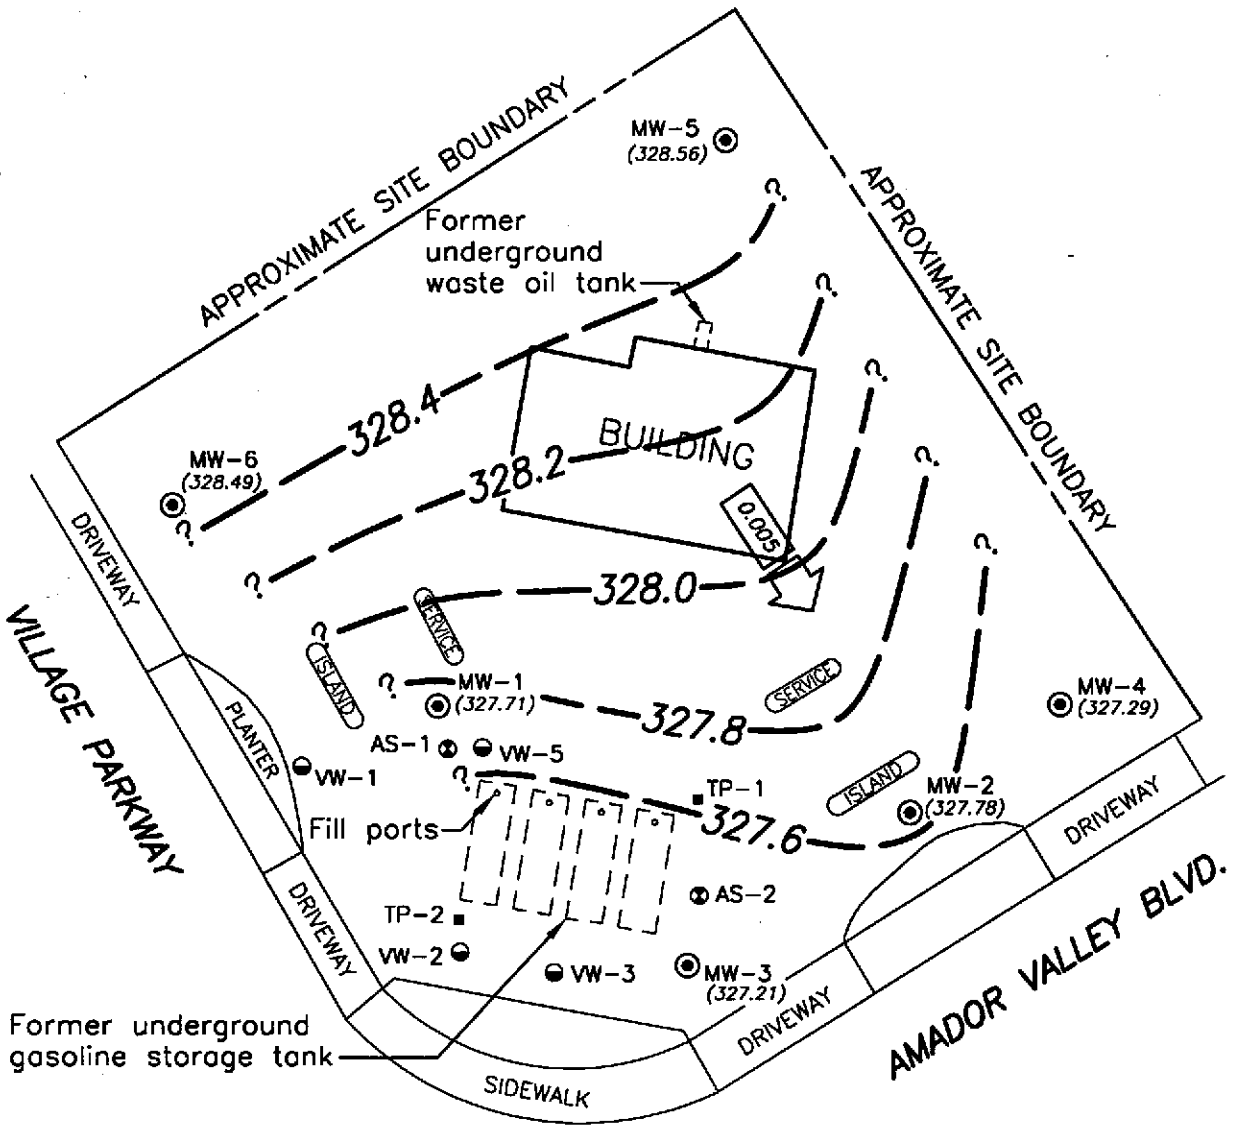 APPROXIMATE SITE BOUNDARY
APPROXIMATE SITE BOUNDARY
MW-5
(328.56)
?
Former
underground
waste oil tank
?
?
328.4
BUILDING
328.2
?
MW-6
(328.49)
?
DRIVEWAY
0.005
?
?
328.0
SERVICE
?
ISLAND
VILLAGE PARKWAY
PLANTER
?
MW-1
(327.71)
327.8
SERVICE
MW-4
(327.29)
AS-1
VW-5
VW-1
?
TP-1
ISLAND
MW-2
(327.78)
327.6
Fill ports
DRIVEWAY
DRIVEWAY
AS-2
TP-2
VW-2
VW-3
MW-3
(327.21)
DRIVEWAY
AMADOR VALLEY BLVD.
Former underground
gasoline storage tank
SIDEWALK